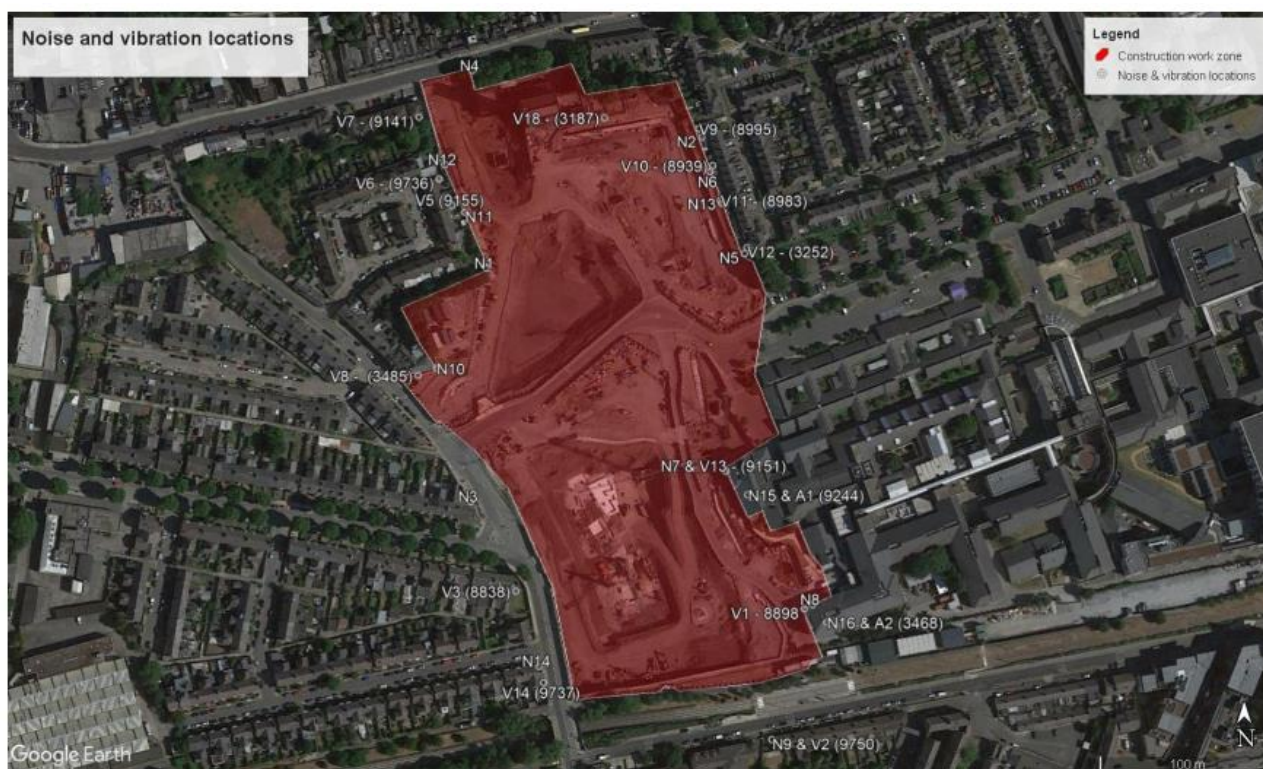 Noise and vibration locations
Legend
Construction work zone
Noise & vibration locations
N4
V7 - (9141)
V18 - (3187)
V9 - (8995)
N2
N12
V10 - (8939)
V6 - (9736)
N6
V5 (9155)
N13
V11 - (8983)
N11
N1
N5
V12 - (3252)
N10
V8 - (3485)
N7 & V13 - (9151)
N3
N15 & A1 (9244)
V3 (8838)
N8
V1 - 8898
N16 & A2 (3468)
N14
V14 (9737)
N9 & V2 (9750)
N
Google Earth
100 m